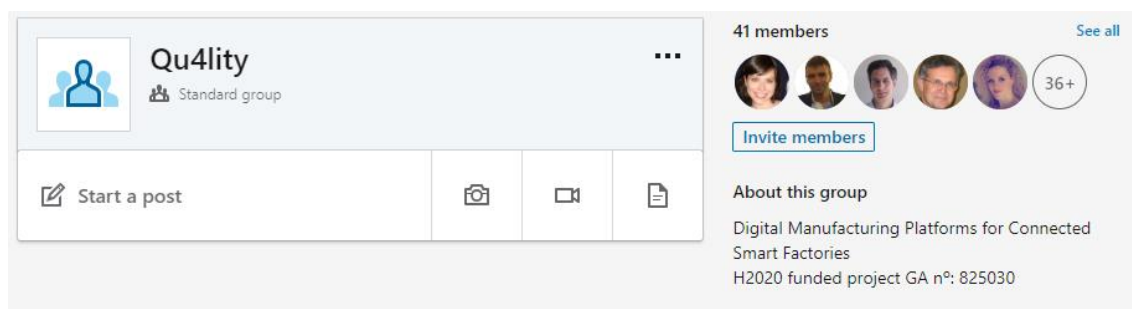 Qu4lity
Standard group
Start a post
41 members
See all
36+
Invite members
About this group
Digital Manufacturing Platforms for Connected
Smart Factories
H2020 funded project GA nº: 825030